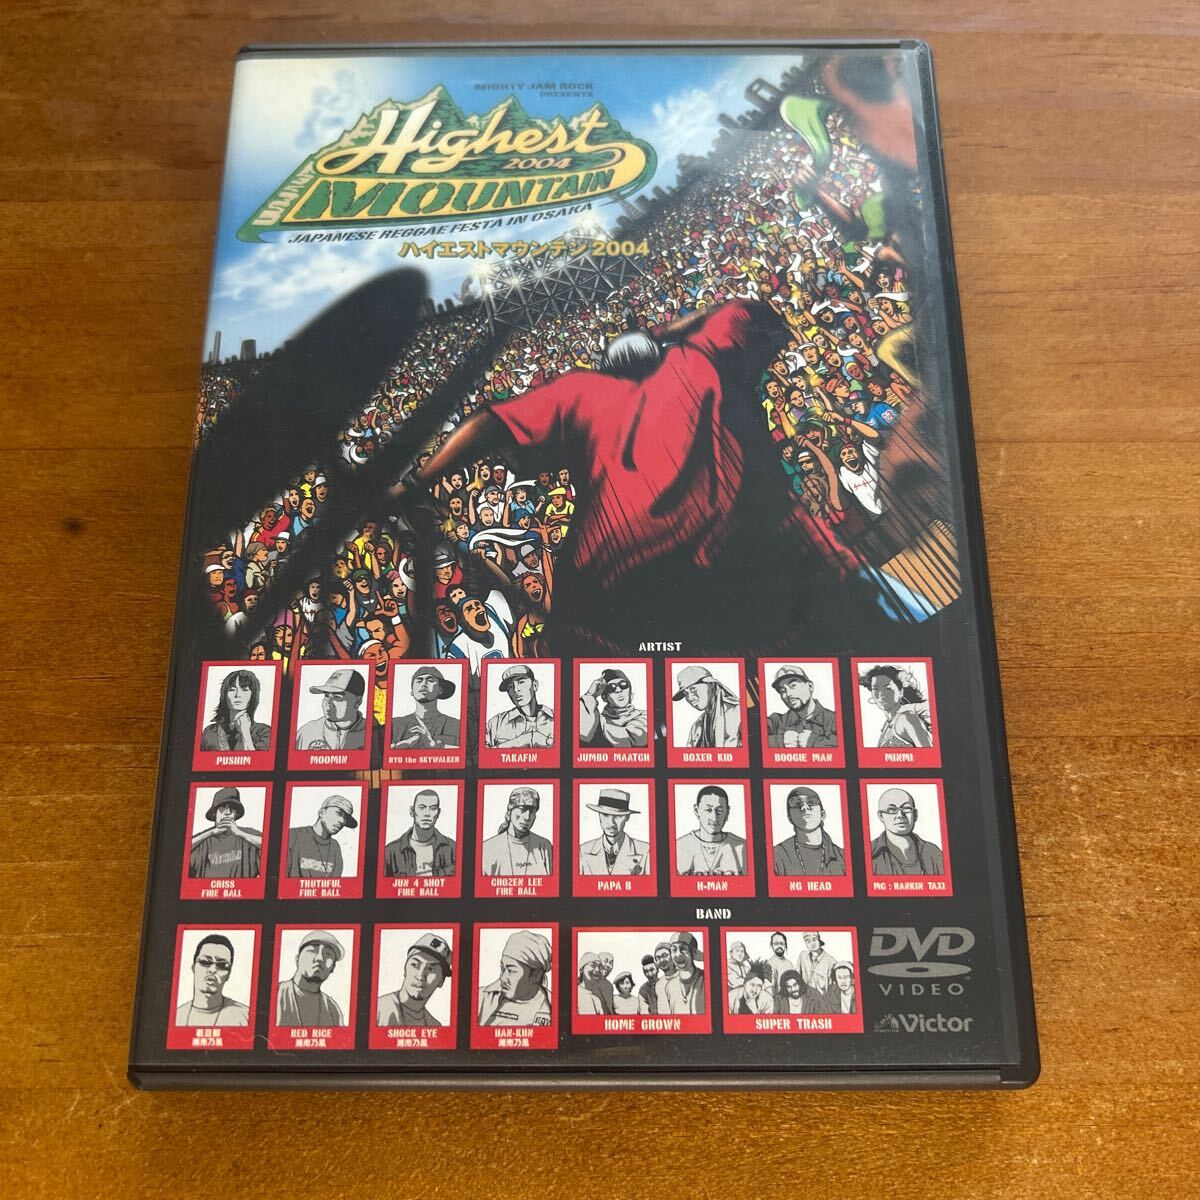 MIGHTY JAM ROCK
PRESENTS
Highest
2004
MOUNTAIN
JAPANESE REGGAE FESTA IN OSAKA
ハイエストマウンテン2004
ARTIST
PUSHIM
MOOMIN
RYO the SKYWALKER
TAKAFIN
JUMBO MAATCH
BOXER KID
BOOGIE MAN
MINMI
CRISS
FIRE BALL
TRUTHFUL
FIRE BALL
JUN 4 SHOT
FIRE BALL
CHOZEN LEE
FIRE BALL
PAPA B
H-MAN
NG HEAD
MC : RANKIN TAXI
BAND
若旦那
湘南乃風
RED RICE
湘南乃風
SHOCK EYE
湘南乃風
HAN-KUN
湘南乃風
HOME GROWN
SUPER TRASH
DVD
VIDEO
Victor